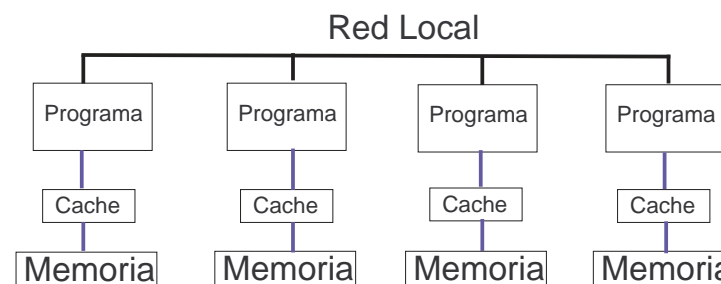 Red Local
Programa Programa Programa Programa
Cache Cache Cache Cache
Memoria Memoria Memoria Memoria